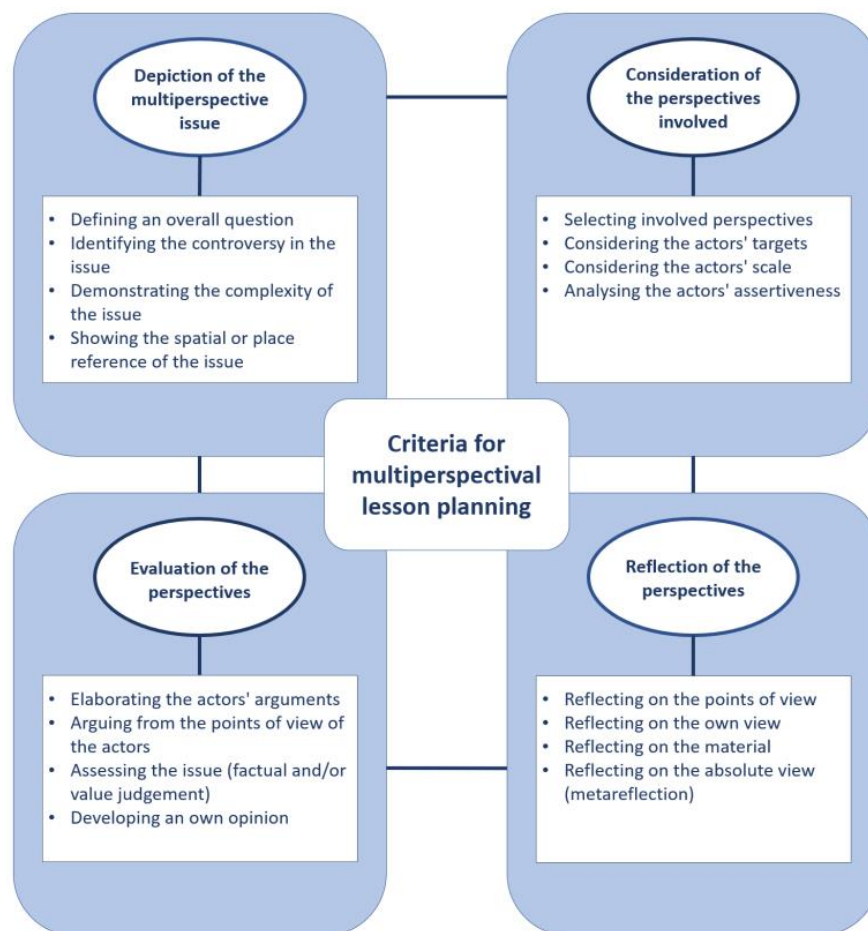 Depiction of the
multiperspective
issue
• Defining an overall question
• Identifying the controversy in the
issue
• Demonstrating the complexity of
the issue
• Showing the spatial or place
reference of the issue
Consideration of
the perspectives
involved
• Selecting involved perspectives
• Considering the actors' targets
• Considering the actors' scale
• Analysing the actors' assertiveness
Criteria for
multiperspectival
lesson planning
Evaluation of the
perspectives
• Elaborating the actors' arguments
• Arguing from the points of view of
the actors
• Assessing the issue (factual and/or
value judgement)
• Developing an own opinion
Reflection of the
perspectives
• Reflecting on the points of view
• Reflecting on the own view
• Reflecting on the material
• Reflecting on the absolute view
(metareflection)